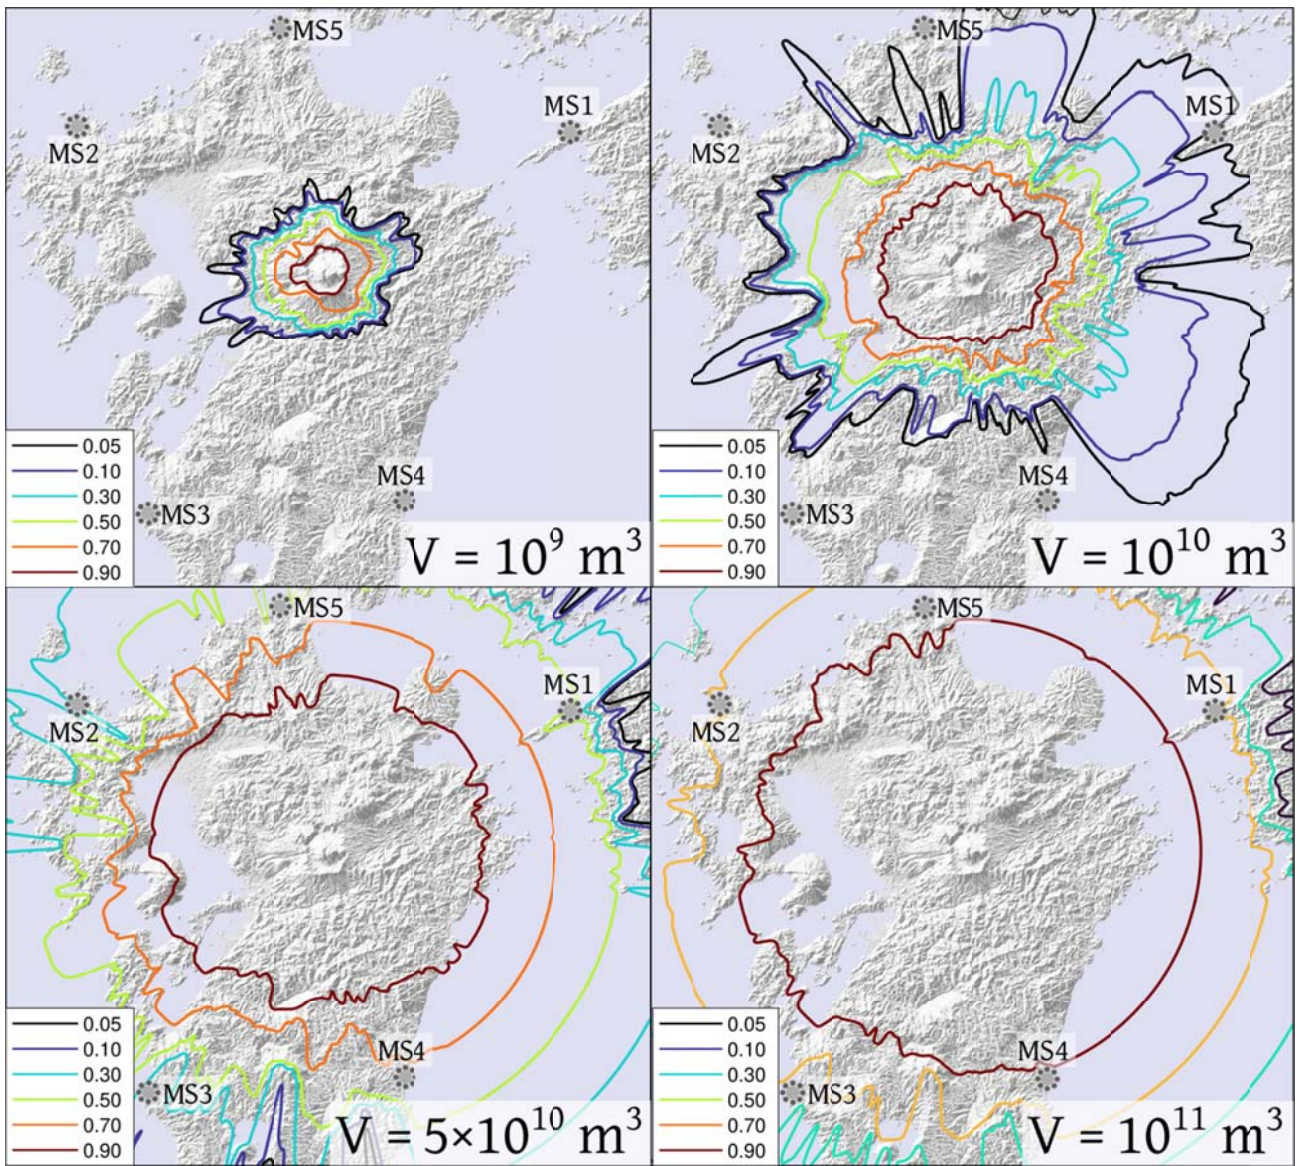 MS5
MS1
MS2
MS4
MS3
0.05
0.10
0.30
0.50
0.70
0.90
V = 10⁹ m³
MS5
MS1
MS2
MS4
MS3
0.05
0.10
0.30
0.50
0.70
0.90
V = 10¹⁰ m³
MS5
MS1
MS2
MS4
MS3
0.05
0.10
0.30
0.50
0.70
0.90
V = 5×10¹⁰ m³
MS5
MS1
MS2
MS4
MS3
0.05
0.10
0.30
0.50
0.70
0.90
V = 10¹¹ m³